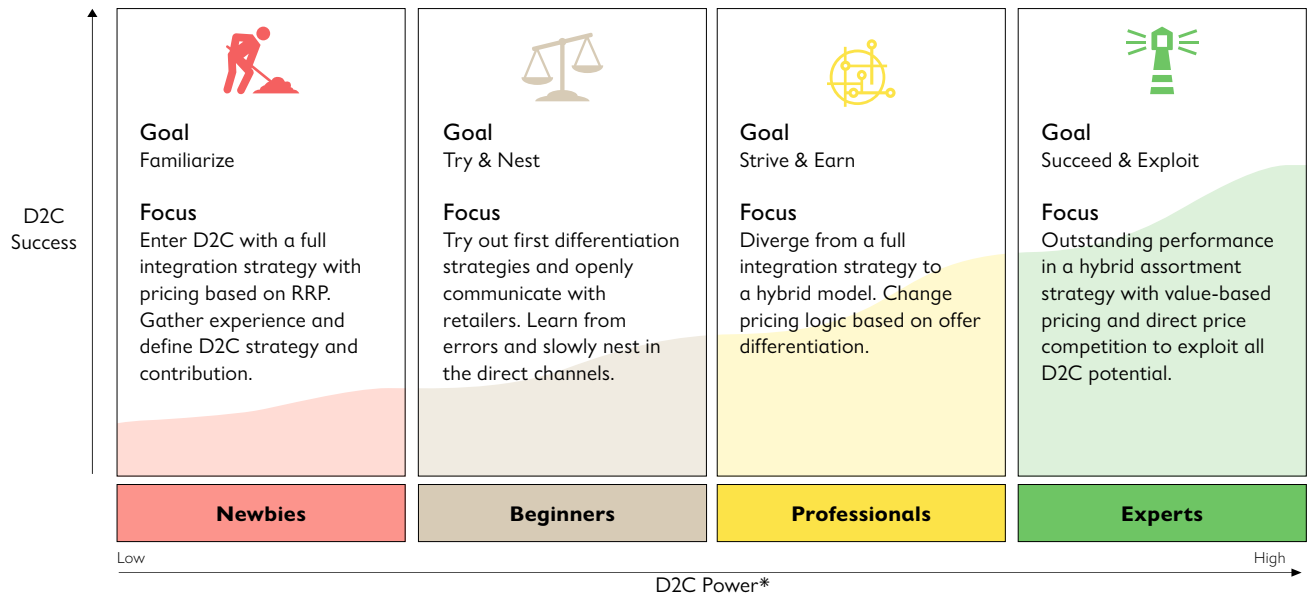 D2C
Success
Goal
Familiarize
Focus
Enter D2C with a full
integration strategy with
pricing based on RRP.
Gather experience and
define D2C strategy and
contribution.
Newbies
Goal
Try & Nest
Focus
Try out first differentiation
strategies and openly
communicate with
retailers. Learn from
errors and slowly nest in
the direct channels.
Beginners
Goal
Strive & Earn
Focus
Diverge from a full
integration strategy to
a hybrid model. Change
pricing logic based on offer
differentiation.
Professionals
Goal
Succeed & Exploit
Focus
Outstanding performance
in a hybrid assortment
strategy with value-based
pricing and direct price
competition to exploit all
D2C potential.
Experts
Low
High
D2C Power*